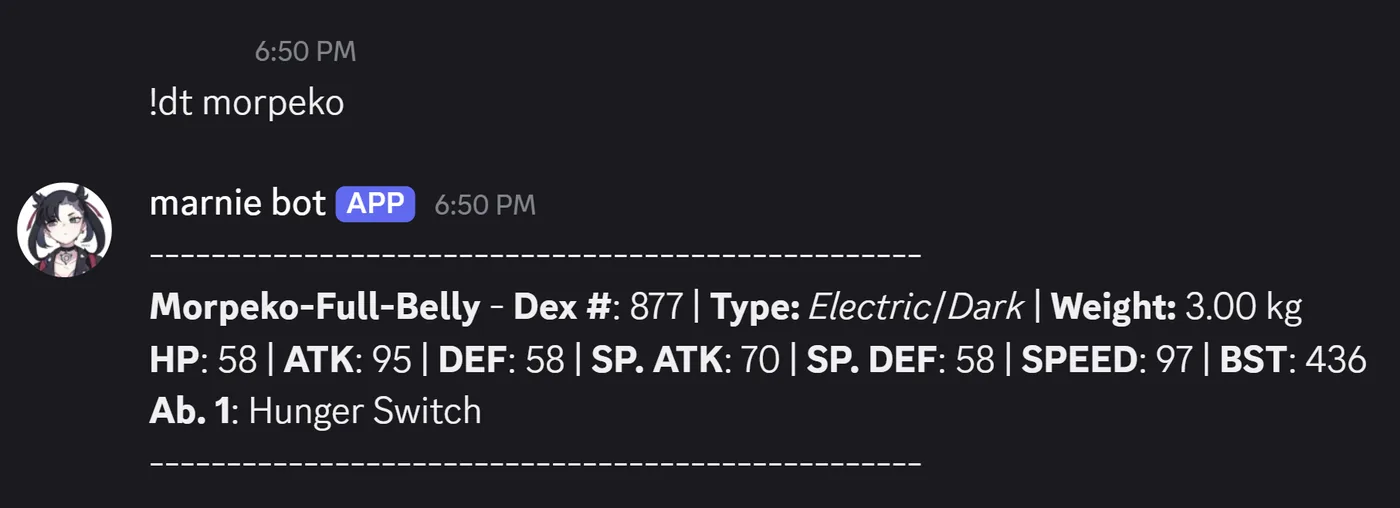 6:50 PM
!dt morpeko
marnie bot APP 6:50 PM
--------------------------------------------------
Morpeko-Full-Belly - Dex #: 877 | Type: Electric/Dark | Weight: 3.00 kg
HP: 58 | ATK: 95 | DEF: 58 | SP. ATK: 70 | SP. DEF: 58 | SPEED: 97 | BST: 436
Ab. 1: Hunger Switch
--------------------------------------------------